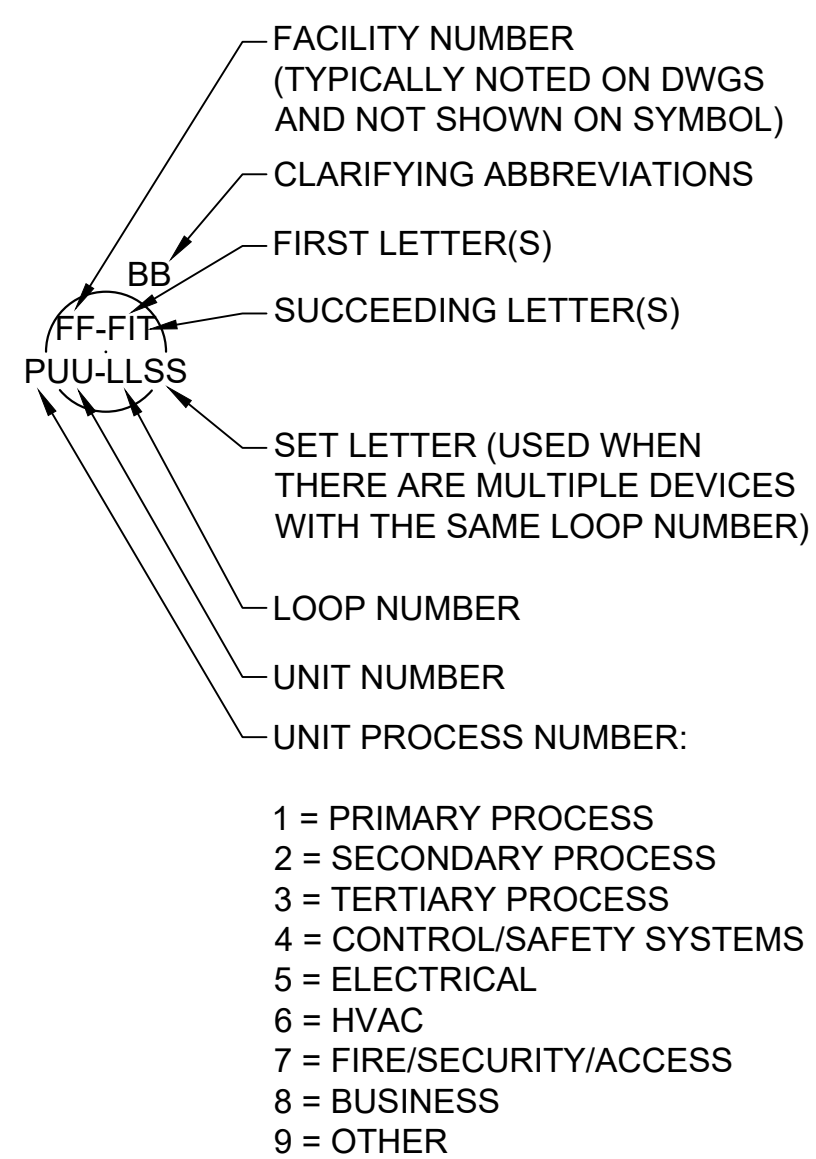 FACILITY NUMBER
(TYPICALLY NOTED ON DWGS
AND NOT SHOWN ON SYMBOL)
CLARIFYING ABBREVIATIONS
FIRST LETTER(S)
BB
SUCCEEDING LETTER(S)
FF-FIT
PUU-LLSS
SET LETTER (USED WHEN
THERE ARE MULTIPLE DEVICES
WITH THE SAME LOOP NUMBER)
LOOP NUMBER
UNIT NUMBER
UNIT PROCESS NUMBER:
1 = PRIMARY PROCESS
2 = SECONDARY PROCESS
3 = TERTIARY PROCESS
4 = CONTROL/SAFETY SYSTEMS
5 = ELECTRICAL
6 = HVAC
7 = FIRE/SECURITY/ACCESS
8 = BUSINESS
9 = OTHER